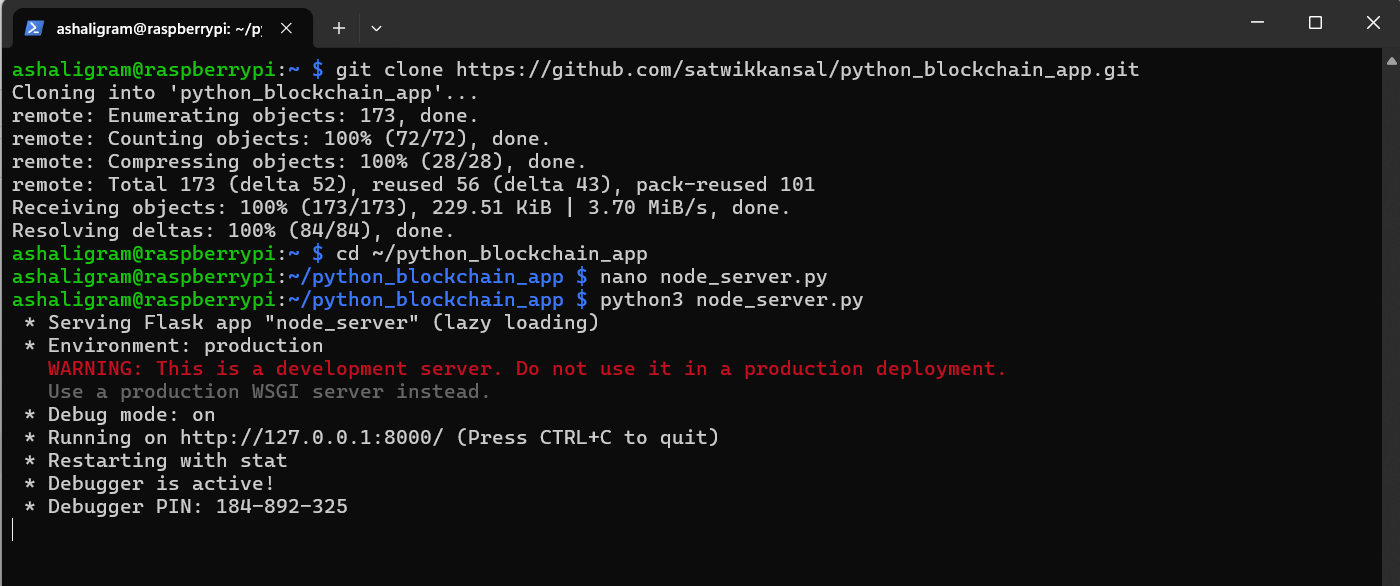 ashaligram@raspberrypi: ~/py
ashaligram@raspberrypi:~ $ git clone https://github.com/satwikkansal/python_blockchain_app.git
Cloning into 'python_blockchain_app'...
remote: Enumerating objects: 173, done.
remote: Counting objects: 100% (72/72), done.
remote: Compressing objects: 100% (28/28), done.
remote: Total 173 (delta 52), reused 56 (delta 43), pack-reused 101
Receiving objects: 100% (173/173), 229.51 KiB | 3.70 MiB/s, done.
Resolving deltas: 100% (84/84), done.
ashaligram@raspberrypi:~ $ cd ~/python_blockchain_app
ashaligram@raspberrypi:~/python_blockchain_app $ nano node_server.py
ashaligram@raspberrypi:~/python_blockchain_app $ python3 node_server.py
 * Serving Flask app "node_server" (lazy loading)
 * Environment: production
   WARNING: This is a development server. Do not use it in a production deployment.
   Use a production WSGI server instead.
 * Debug mode: on
 * Running on http://127.0.0.1:8000/ (Press CTRL+C to quit)
 * Restarting with stat
 * Debugger is active!
 * Debugger PIN: 184-892-325